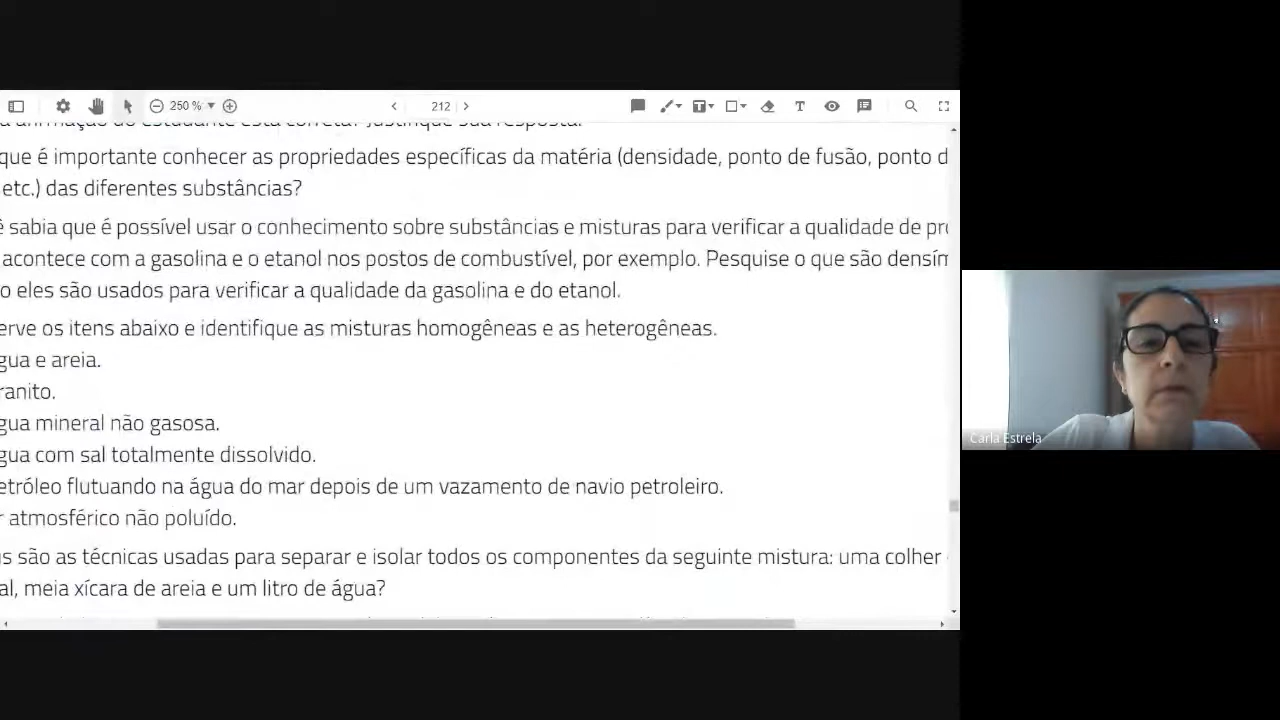 250 %
212
que é importante conhecer as propriedades específicas da matéria (densidade, ponto de fusão, ponto d
etc.) das diferentes substâncias?
sabia que é possível usar o conhecimento sobre substâncias e misturas para verificar a qualidade de pr
acontece com a gasolina e o etanol nos postos de combustível, por exemplo. Pesquise o que são densím
o eles são usados para verificar a qualidade da gasolina e do etanol.
erve os itens abaixo e identifique as misturas homogêneas e as heterogêneas.
gua e areia.
ranito.
gua mineral não gasosa.
gua com sal totalmente dissolvido.
etróleo flutuando na água do mar depois de um vazamento de navio petroleiro.
r atmosférico não poluído.
is são as técnicas usadas para separar e isolar todos os componentes da seguinte mistura: uma colher
al, meia xícara de areia e um litro de água?
Carla Estrela